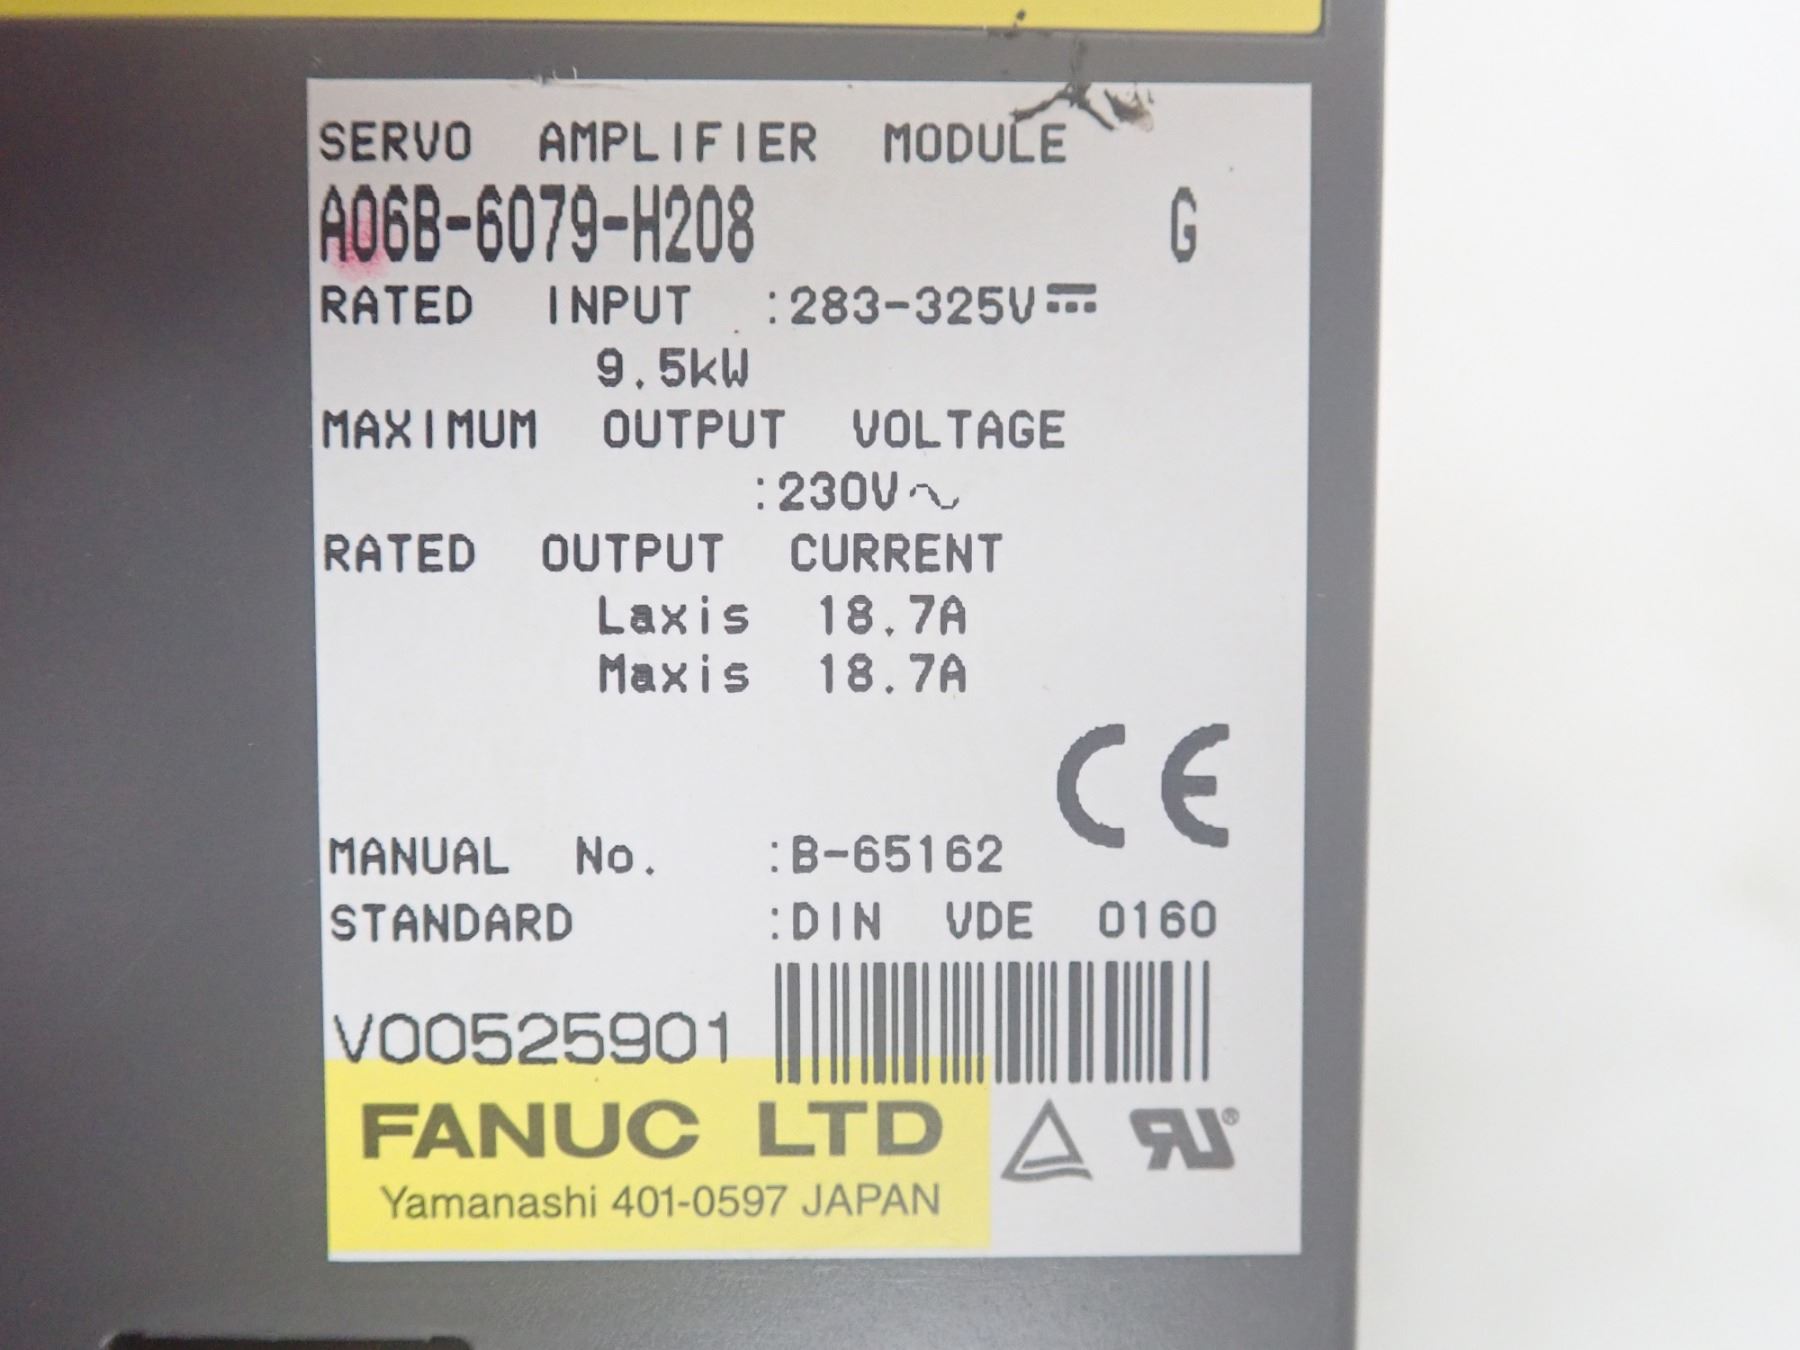 SERVO AMPLIFIER MODULE
A06B-6079-H208 G
RATED INPUT :283-325V⎓
9.5kW
MAXIMUM OUTPUT VOLTAGE
:230V∿
RATED OUTPUT CURRENT
Laxis 18.7A
Maxis 18.7A
CE
MANUAL No. :B-65162
STANDARD :DIN VDE 0160
V00525901
FANUC LTD
Yamanashi 401-0597 JAPAN
RU®